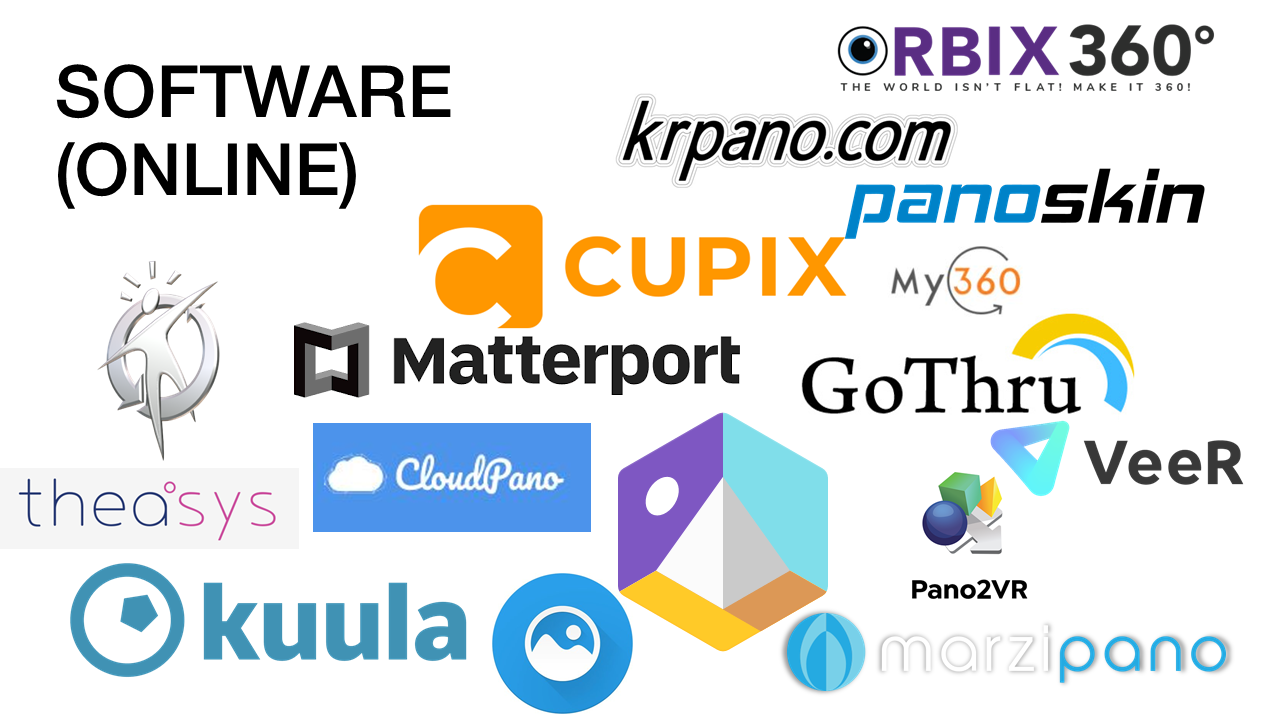 SOFTWARE
(ONLINE)
ORBIX 360°
THE WORLD ISN'T FLAT! MAKE IT 360!
krpano.com
panoskin
CUPIX
My360
Matterport
GoThru
CloudPano
VeeR
theasys
Pano2VR
kuula
marzipano